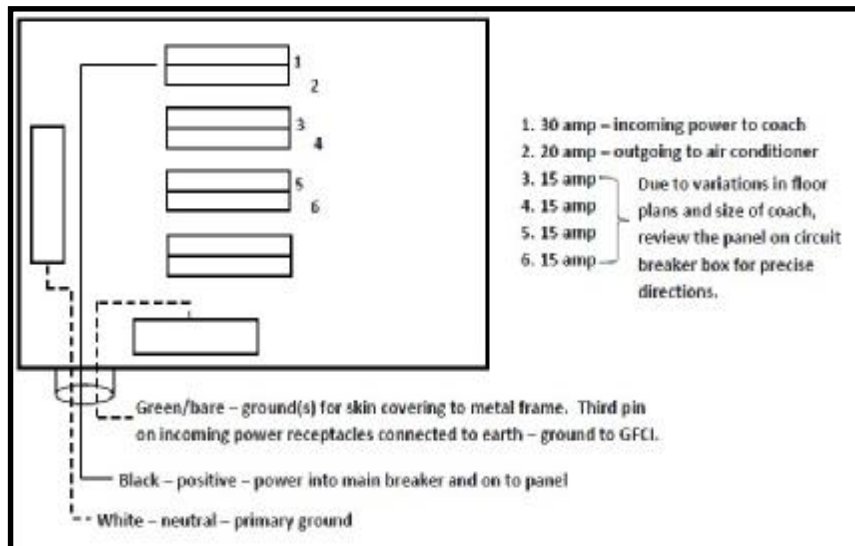 1
2
3
4
5
6
1. 30 amp – incoming power to coach
2. 20 amp – outgoing to air conditioner
3. 15 amp
4. 15 amp
5. 15 amp
6. 15 amp
Due to variations in floor
plans and size of coach,
review the panel on circuit
breaker box for precise
directions.
Green/bare – ground(s) for skin covering to metal frame. Third pin
on incoming power receptacles connected to earth – ground to GFCI.
Black – positive – power into main breaker and on to panel
White – neutral – primary ground